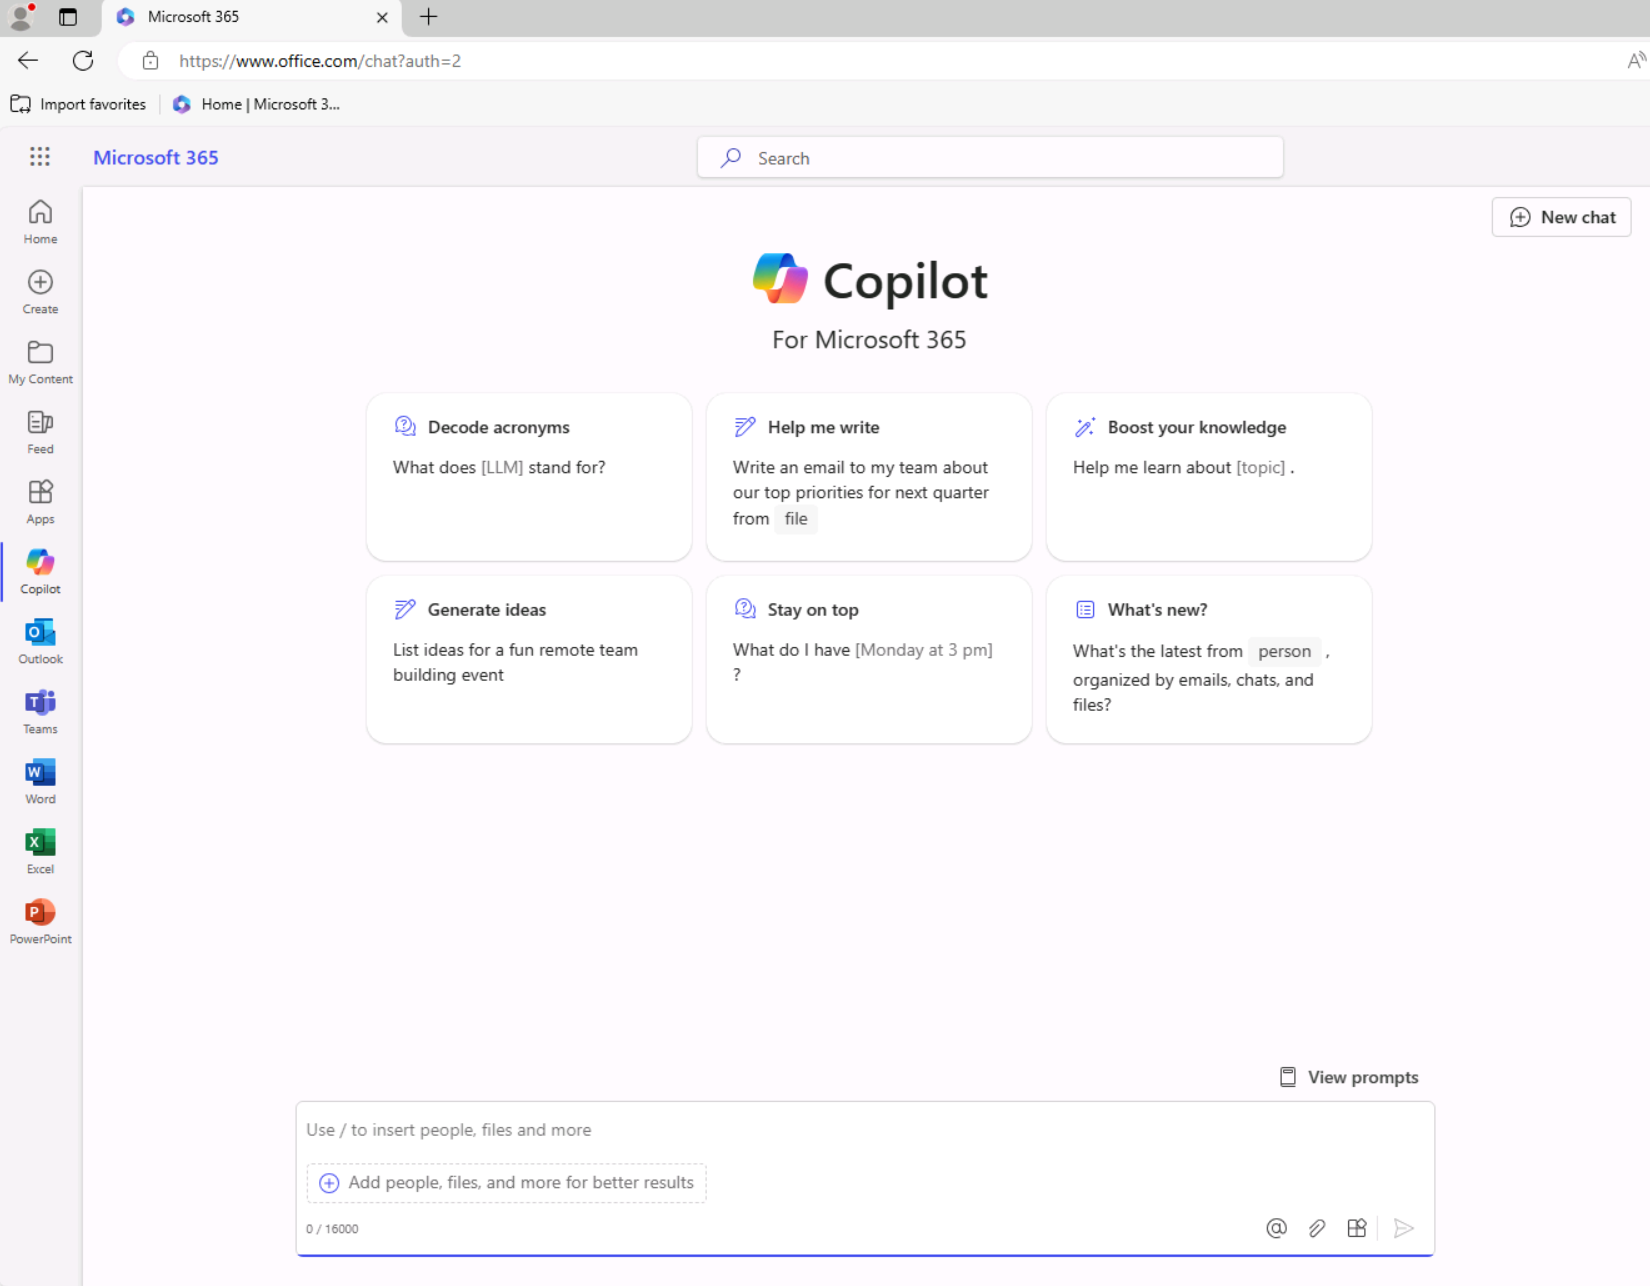 Microsoft 365
https://www.office.com/chat?auth=2
A
Import favorites
Home | Microsoft 3...
Microsoft 365
Search
New chat
Home
Create
My Content
Feed
Apps
Copilot
Outlook
Teams
Word
Excel
PowerPoint
Copilot
For Microsoft 365
Decode acronyms
What does [LLM] stand for?
Help me write
Write an email to my team about
our top priorities for next quarter
from file
Boost your knowledge
Help me learn about [topic] .
Generate ideas
List ideas for a fun remote team
building event
Stay on top
What do I have [Monday at 3 pm]
?
What's new?
What's the latest from person ,
organized by emails, chats, and
files?
View prompts
Use / to insert people, files and more
Add people, files, and more for better results
0 / 16000